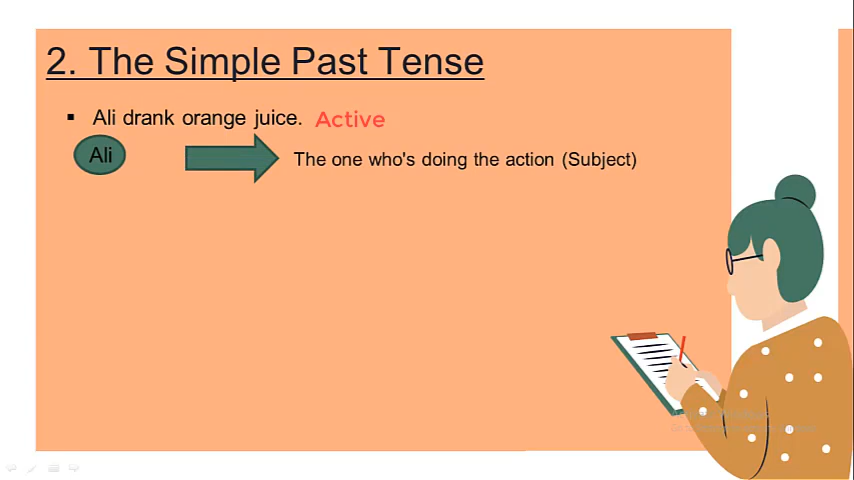 2. The Simple Past Tense
▪ Ali drank orange juice. Active
Ali
The one who's doing the action (Subject)